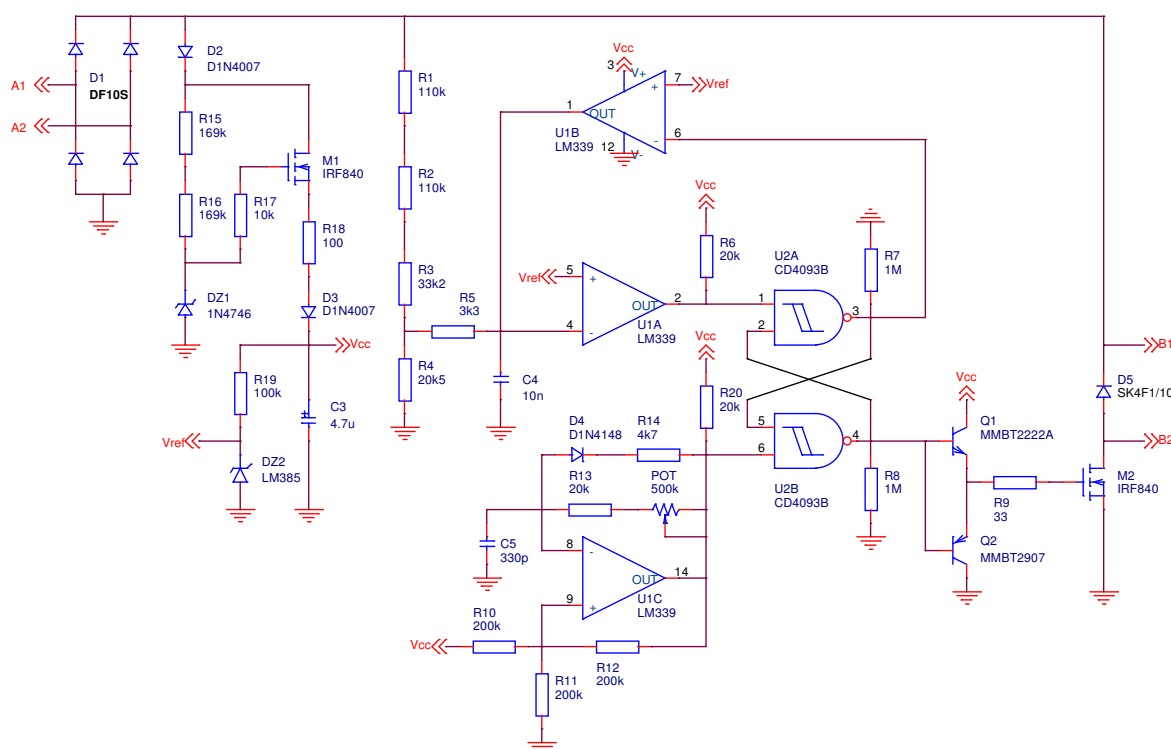 A1
A2
D1
DF10S
D2
D1N4007
R15
169k
R16
169k
R17
10k
M1
IRF840
R18
100
D3
D1N4007
DZ1
1N4746
Vcc
R19
100k
C3
4.7u
Vref
DZ2
LM385
R1
110k
R2
110k
R3
33k2
R4
20k5
R5
3k3
C4
10n
Vcc
3
V+
7
+
Vref
1
OUT
U1B
LM339
6
-
12
V-
Vref
5
+
4
-
OUT
2
U1A
LM339
Vcc
R6
20k
U2A
CD4093B
1
2
3
R7
1M
Vcc
R20
20k
5
6
4
U2B
CD4093B
R8
1M
D4
D1N4148
R14
4k7
R13
20k
POT
500k
C5
330p
8
-
9
+
OUT
14
U1C
LM339
R10
200k
Vcc
R12
200k
R11
200k
Vcc
Q1
MMBT2222A
R9
33
Q2
MMBT2907
M2
IRF840
B1
D5
SK4F1/10
B2